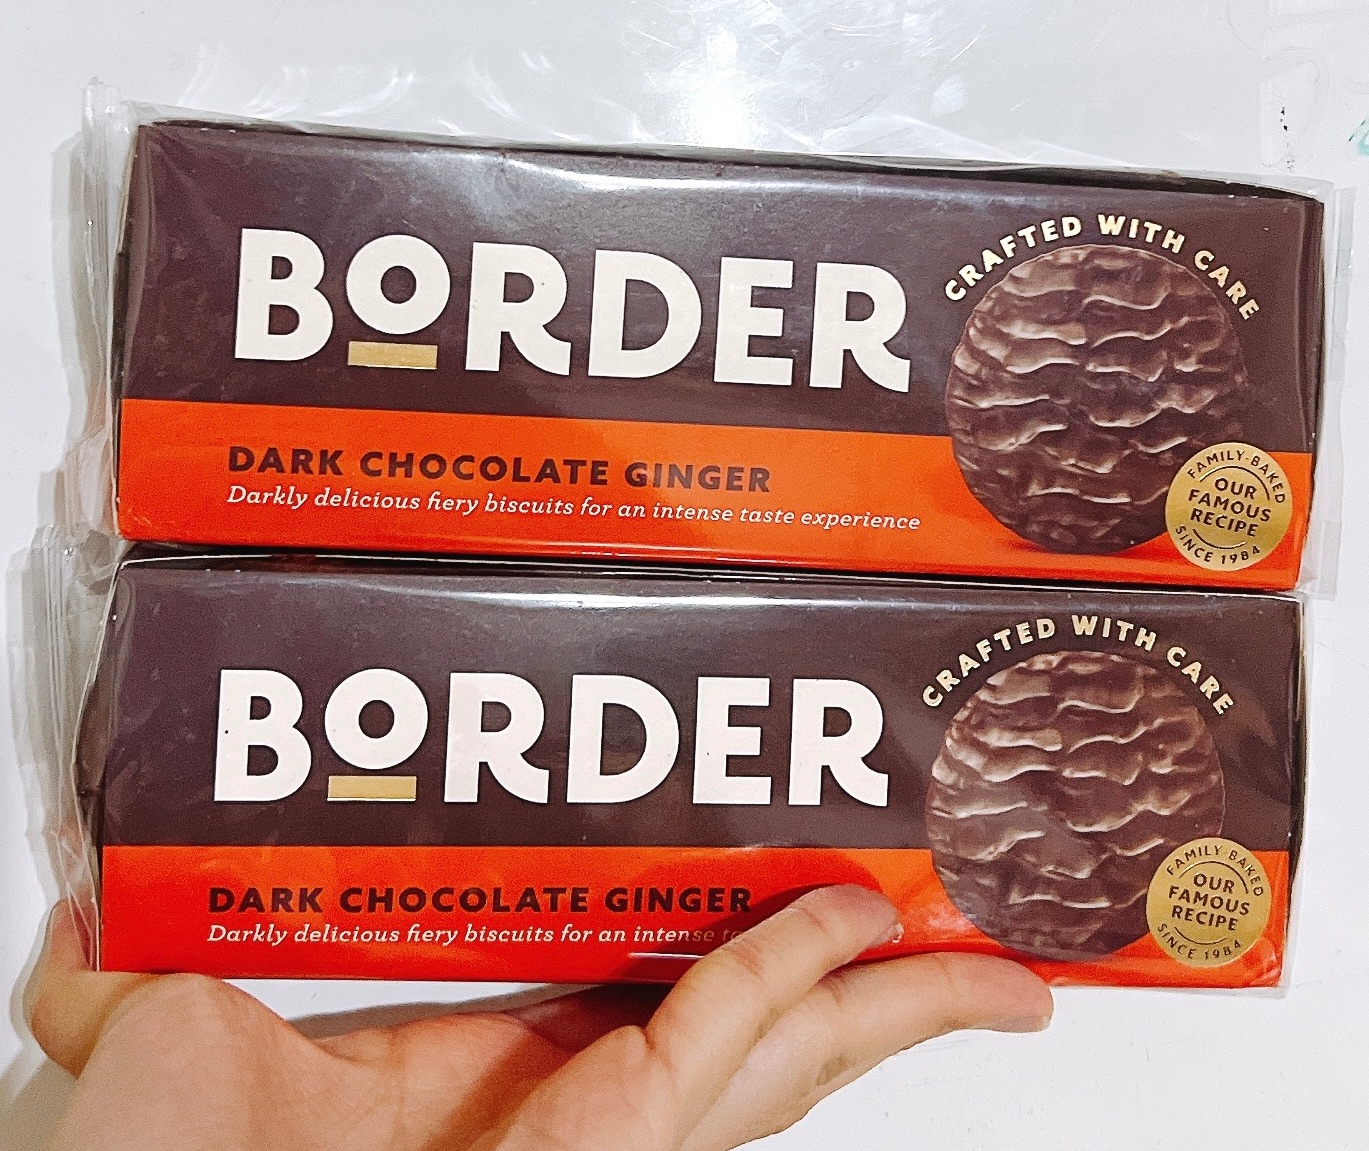 BORDER
CRAFTED WITH CARE
DARK CHOCOLATE GINGER
Darkly delicious fiery biscuits for an intense taste experience
FAMILY-BAKED
OUR
FAMOUS
RECIPE
SINCE 1984
BORDER
CRAFTED WITH CARE
DARK CHOCOLATE GINGER
Darkly delicious fiery biscuits for an intense
FAMILY-BAKED
OUR
FAMOUS
RECIPE
SINCE 1984